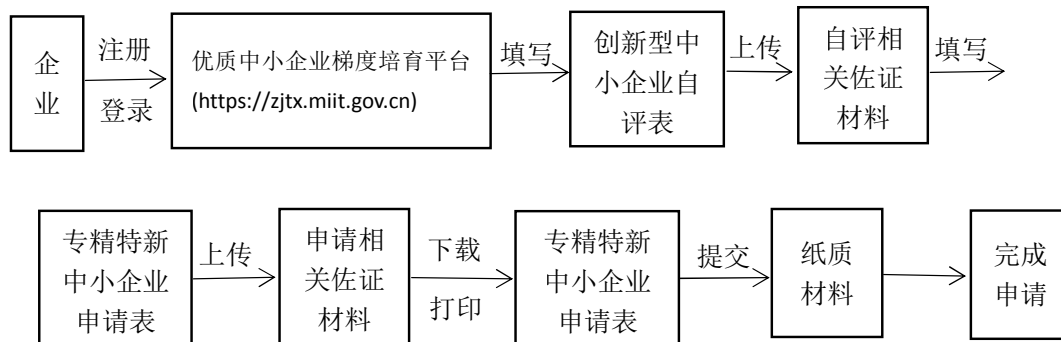 企
业
注册
登录
优质中小企业梯度培育平台
(https://zjtx.miit.gov.cn)
填写
创新型中
小企业自
评表
上传
自评相
关佐证
材料
填写
专精特新
中小企业
申请表
上传
申请相
关佐证
材料
下载
打印
专精特新
中小企业
申请表
提交
纸质
材料
完成
申请